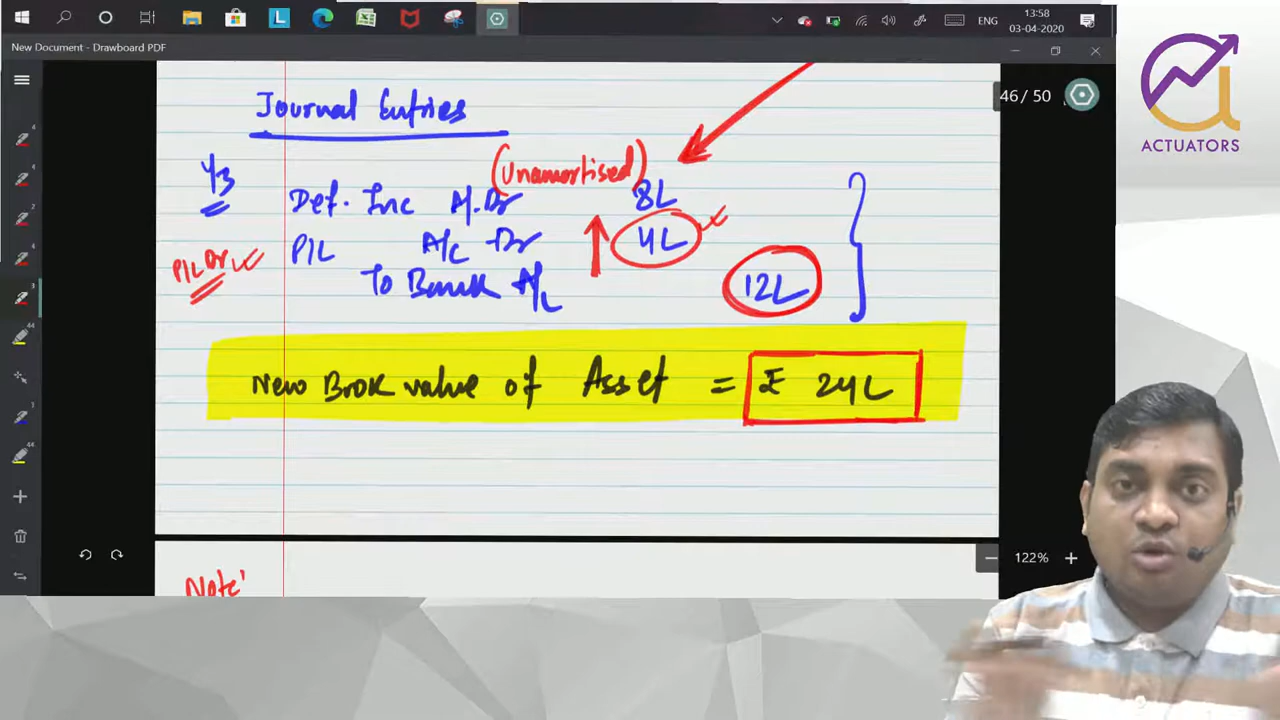 13:58
ENG
03-04-2020
New Document - Drawboard PDF
46 / 50
ACTUATORS
Journal Entries
(Unamortised)
Y3 Def. Inc A/. Dr 8L
P/L A/c Dr 4L
P/L Dr
To Bank A/c 12L
New Book value of Asset = ₹ 24L
122%
Note: